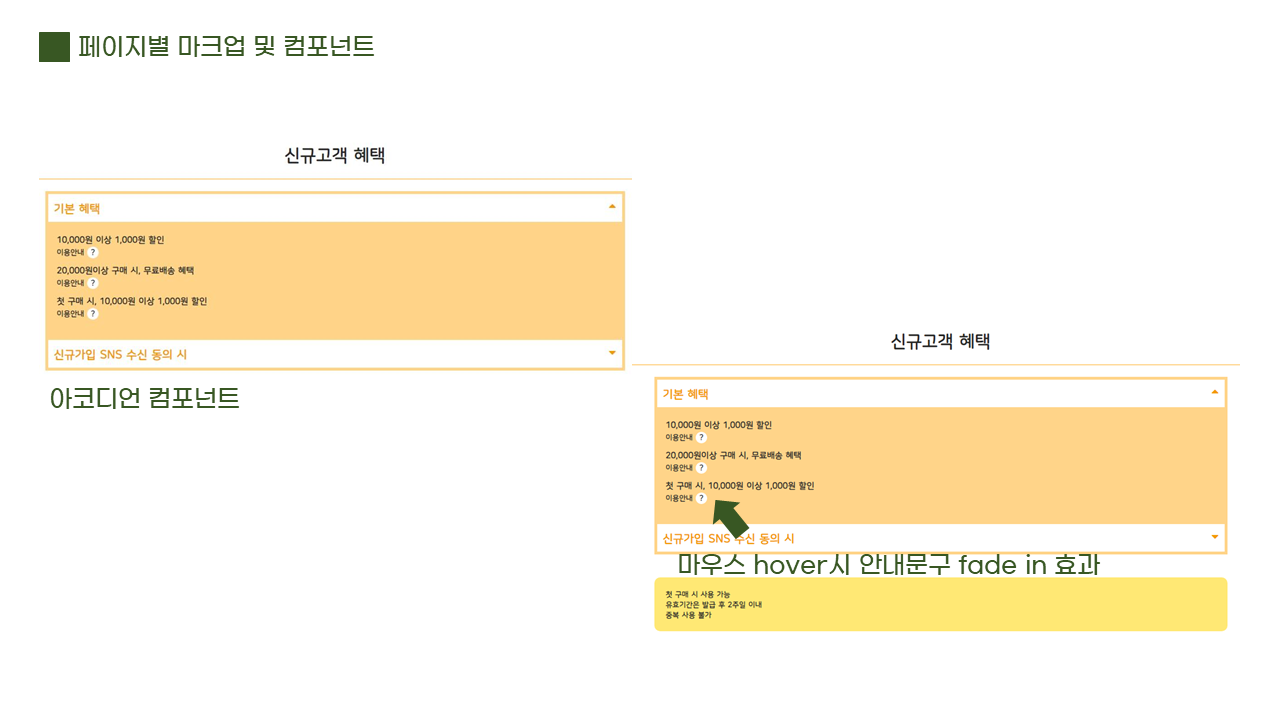 페이지별 마크업 및 컴포넌트
신규고객 혜택
기본 혜택
10,000원 이상 1,000원 할인
이용안내 ?
20,000원이상 구매 시, 무료배송 혜택
이용안내 ?
첫 구매 시, 10,000원 이상 1,000원 할인
이용안내 ?
신규가입 SNS 수신 동의 시
아코디언 컴포넌트
신규고객 혜택
기본 혜택
10,000원 이상 1,000원 할인
이용안내 ?
20,000원이상 구매 시, 무료배송 혜택
이용안내 ?
첫 구매 시, 10,000원 이상 1,000원 할인
이용안내 ?
신규가입 SNS 수신 동의 시
마우스 hover시 안내문구 fade in 효과
첫 구매 시 사용 가능
유효기간은 발급 후 2주일 이내
중복 사용 불가